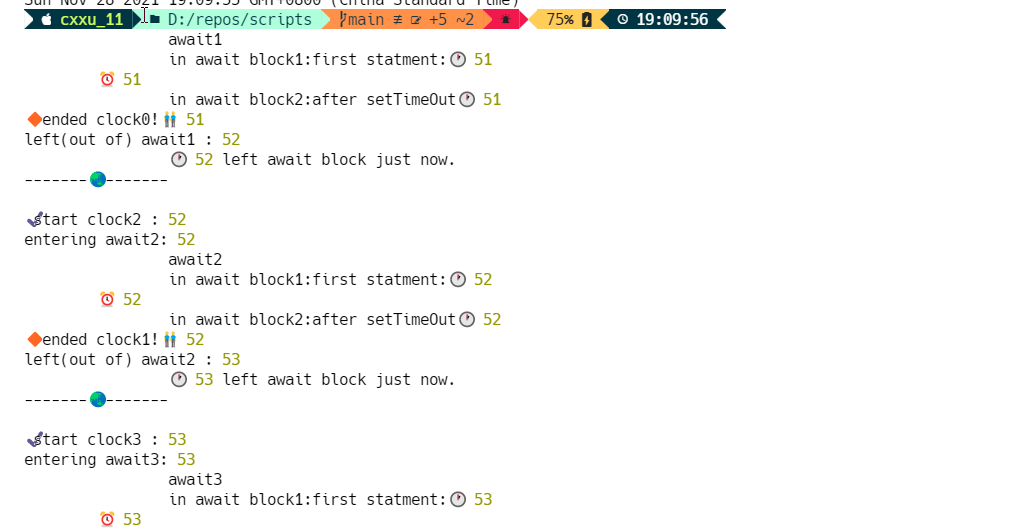 Sun Nov 28 2021 19:09:55 GMT+0800 (China Standard Time)
cxxu_11 D:/repos/scripts main ≢ +5 ~2 75% 19:09:56
await1
in await block1:first statment:🕐 51
⏰ 51
in await block2:after setTimeOut🕐 51
🔶ended clock0!👬 51
left(out of) await1 : 52
🕐 52 left await block just now.
-------🌏-------
✔start clock2 : 52
entering await2: 52
await2
in await block1:first statment:🕐 52
⏰ 52
in await block2:after setTimeOut🕐 52
🔶ended clock1!👬 52
left(out of) await2 : 53
🕐 53 left await block just now.
-------🌏-------
✔start clock3 : 53
entering await3: 53
await3
in await block1:first statment:🕐 53
⏰ 53